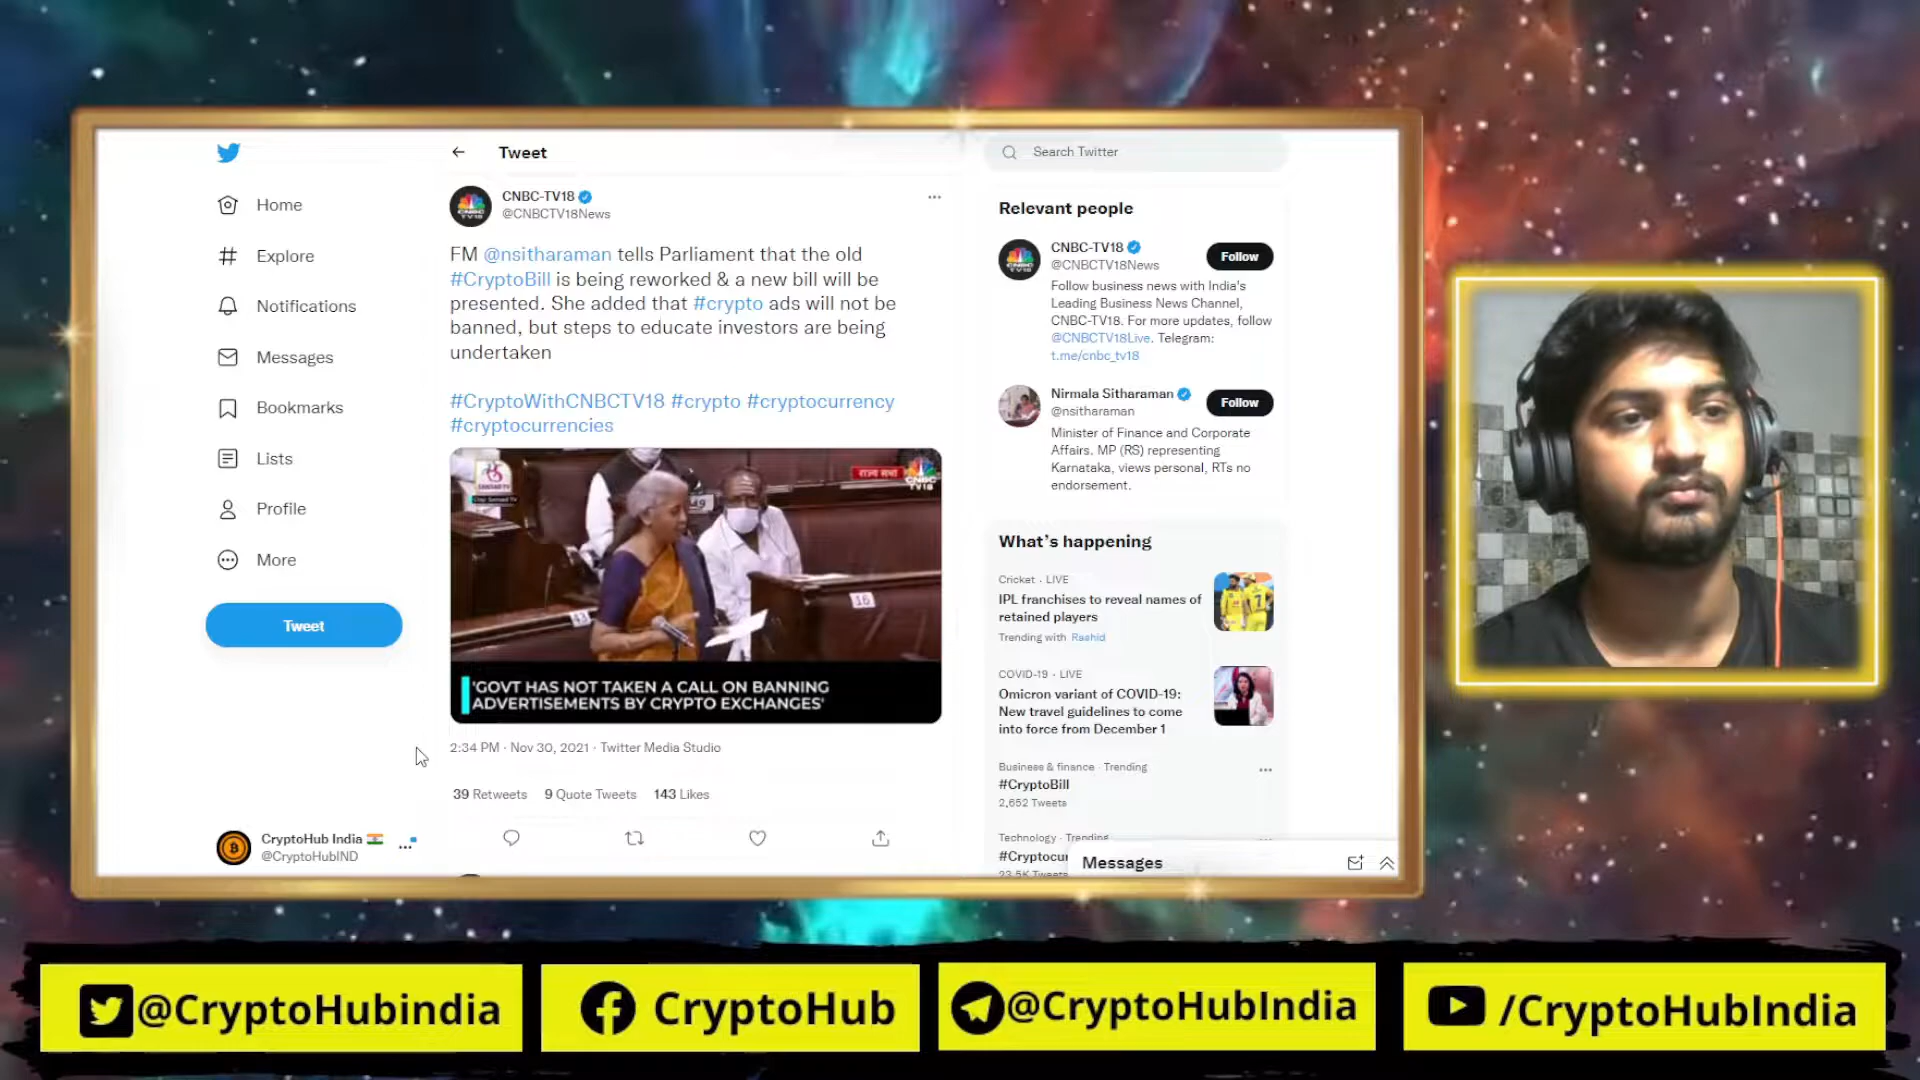 Tweet
Search Twitter
Home
Explore
Notifications
Messages
Bookmarks
Lists
Profile
More
Tweet
CryptoHub India
@CryptoHubIND
CNBC-TV18
@CNBCTV18News
FM @nsitharaman tells Parliament that the old
#CryptoBill is being reworked & a new bill will be
presented. She added that #crypto ads will not be
banned, but steps to educate investors are being
undertaken
#CryptoWithCNBCTV18 #crypto #cryptocurrency
#cryptocurrencies
राज्य सभा
CNBC
TV18
SANSAD TV
49
13
16
'GOVT HAS NOT TAKEN A CALL ON BANNING
ADVERTISEMENTS BY CRYPTO EXCHANGES'
2:34 PM · Nov 30, 2021 · Twitter Media Studio
39 Retweets 9 Quote Tweets 143 Likes
Relevant people
CNBC-TV18
@CNBCTV18News
Follow
Follow business news with India's
Leading Business News Channel,
CNBC-TV18. For more updates, follow
@CNBCTV18Live. Telegram:
t.me/cnbc_tv18
Nirmala Sitharaman
@nsitharaman
Follow
Minister of Finance and Corporate
Affairs. MP (RS) representing
Karnataka, views personal, RTs no
endorsement.
What's happening
Cricket · LIVE
IPL franchises to reveal names of
retained players
Trending with Rashid
COVID-19 · LIVE
Omicron variant of COVID-19:
New travel guidelines to come
into force from December 1
Business & finance · Trending
#CryptoBill
2,652 Tweets
Technology · Trending
#Cryptocur
23.5K Tweets
Messages
@CryptoHubindia
CryptoHub
@CryptoHubIndia
/CryptoHubIndia